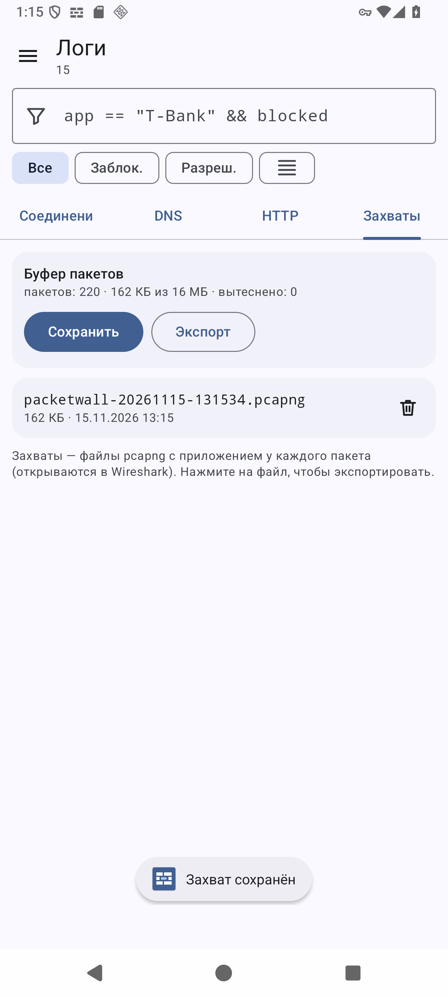 1:15
Логи
15
app == "T-Bank" && blocked
Все
Заблок.
Разреш.
Соединени
DNS
HTTP
Захваты
Буфер пакетов
пакетов: 220 · 162 КБ из 16 МБ · вытеснено: 0
Сохранить
Экспорт
packetwall-20261115-131534.pcapng
162 КБ · 15.11.2026 13:15
Захваты — файлы pcapng с приложением у каждого пакета
(открываются в Wireshark). Нажмите на файл, чтобы экспортировать.
Захват сохранён